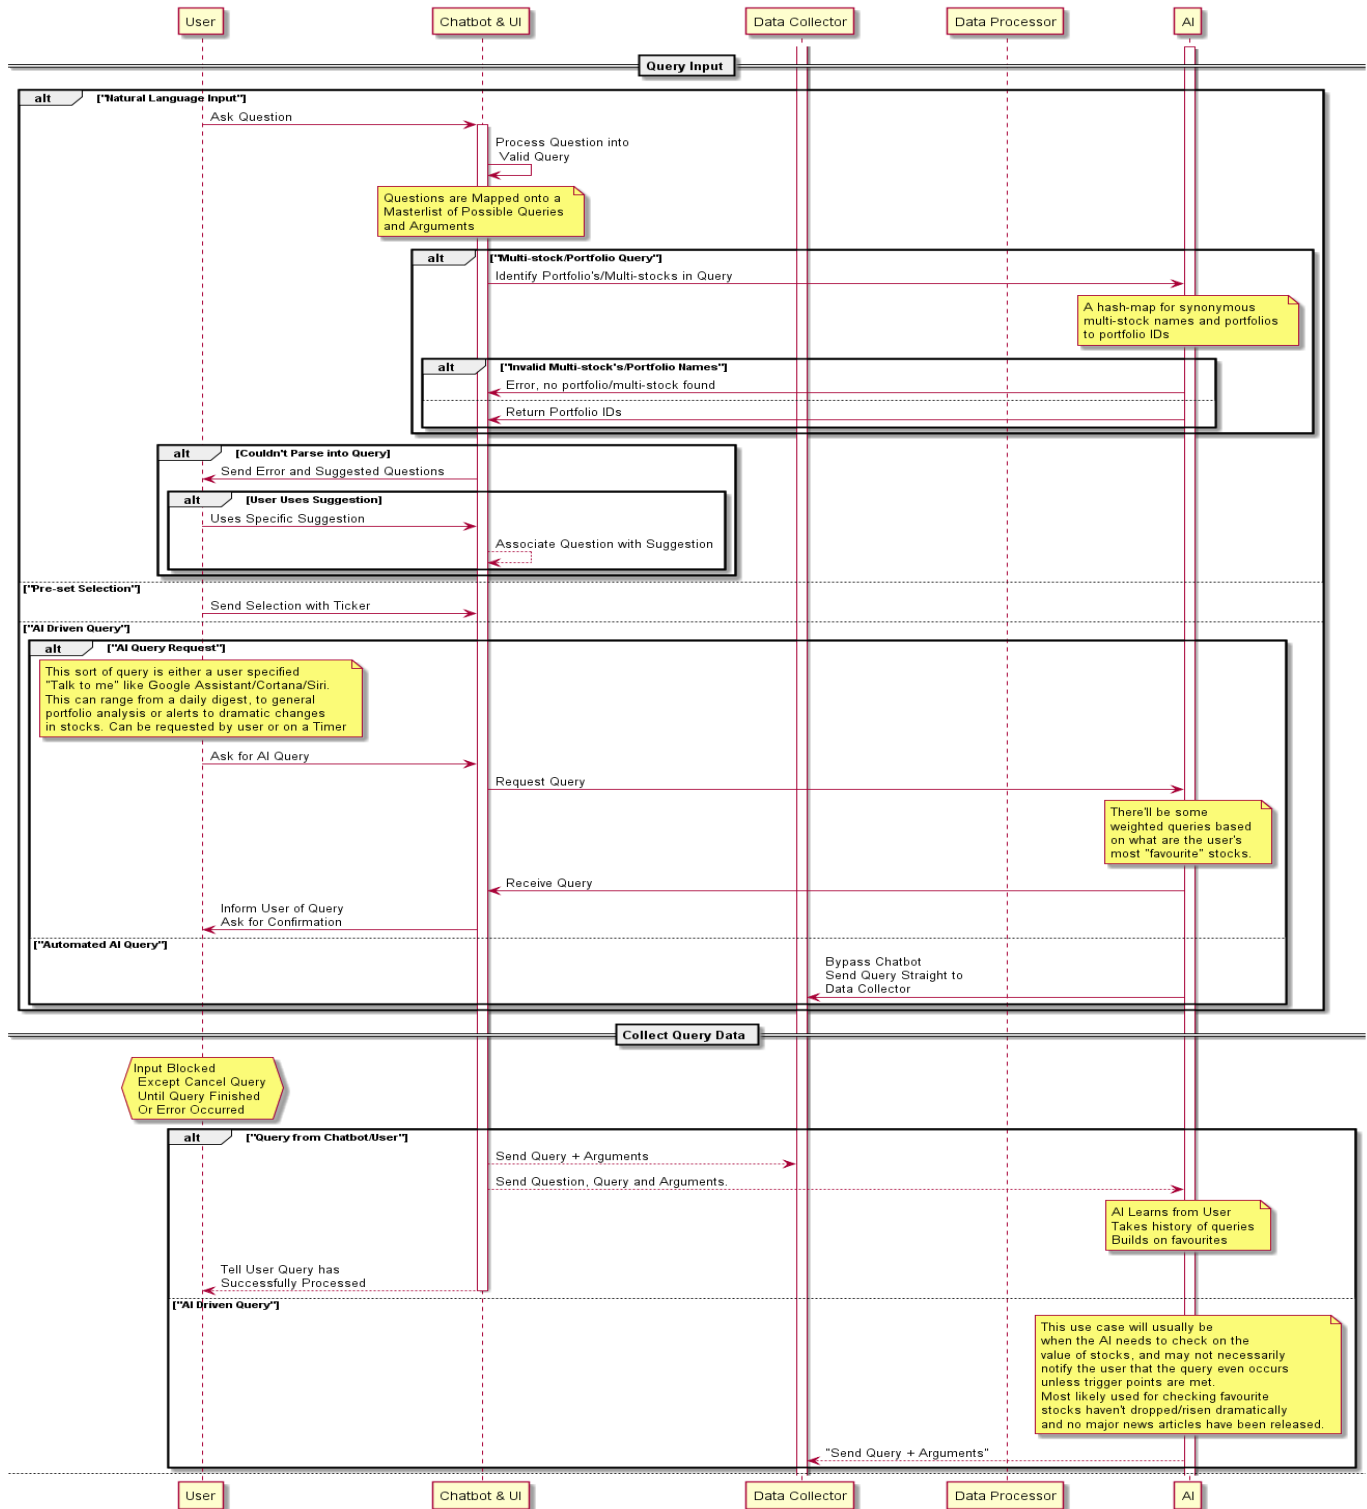 User
Chatbot & UI
Data Collector
Data Processor
AI
Query Input
alt
["Natural Language Input"]
Ask Question
Process Question into
Valid Query
Questions are Mapped onto a
Masterlist of Possible Queries
and Arguments
alt
["Multi-stock/Portfolio Query"]
Identify Portfolio's/Multi-stocks in Query
A hash-map for synonymous
multi-stock names and portfolios
to portfolio IDs
alt
["Invalid Multi-stock's/Portfolio Names"]
Error, no portfolio/multi-stock found
Return Portfolio IDs
alt
[Couldn't Parse into Query]
Send Error and Suggested Questions
alt
[User Uses Suggestion]
Uses Specific Suggestion
Associate Question with Suggestion
["Pre-set Selection"]
Send Selection with Ticker
["AI Driven Query"]
alt
["AI Query Request"]
This sort of query is either a user specified
"Talk to me" like Google Assistant/Cortana/Siri.
This can range from a daily digest, to general
portfolio analysis or alerts to dramatic changes
in stocks. Can be requested by user or on a Timer
Ask for AI Query
Request Query
There'll be some
weighted queries based
on what are the user's
most "favourite" stocks.
Receive Query
Inform User of Query
Ask for Confirmation
["Automated AI Query"]
Bypass Chatbot
Send Query Straight to
Data Collector
Collect Query Data
Input Blocked
Except Cancel Query
Until Query Finished
Or Error Occurred
alt
["Query from Chatbot/User"]
Send Query + Arguments
Send Question, Query and Arguments.
AI Learns from User
Takes history of queries
Builds on favourites
Tell User Query has
Successfully Processed
["AI Driven Query"]
This use case will usually be
when the AI needs to check on the
value of stocks, and may not necessarily
notify the user that the query even occurs
unless trigger points are met.
Most likely used for checking favourite
stocks haven't dropped/risen dramatically
and no major news articles have been released.
"Send Query + Arguments"
User
Chatbot & UI
Data Collector
Data Processor
AI